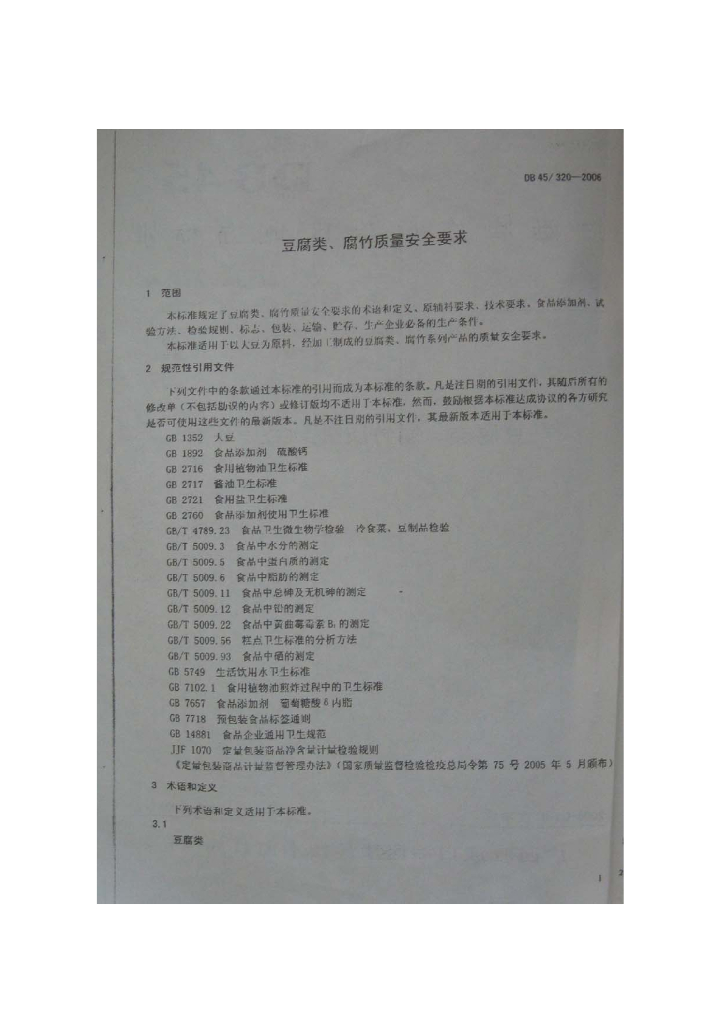 DB 45/ 320—2006
豆腐类、腐竹质量安全要求
1 范围
本标准规定了豆腐类、腐竹质量安全要求的术语和定义、原辅料要求、技术要求、食品添加剂、试
验方法、检验规则、标志、包装、运输、贮存、生产企业必备的生产条件。
本标准适用于以大豆为原料，经加工制成的豆腐类、腐竹系列产品的质量安全要求。
2 规范性引用文件
下列文件中的条款通过本标准的引用而成为本标准的条款。凡是注日期的引用文件，其随后所有的
修改单（不包括勘误的内容）或修订版均不适用于本标准，然而，鼓励根据本标准达成协议的各方研究
是否可使用这些文件的最新版本。凡是不注日期的引用文件，其最新版本适用于本标准。
GB 1352 大豆
GB 1892 食品添加剂 硫酸钙
GB 2716 食用植物油卫生标准
GB 2717 酱油卫生标准
GB 2721 食用盐卫生标准
GB 2760 食品添加剂使用卫生标准
GB/T 4789.23 食品卫生微生物学检验 冷食菜、豆制品检验
GB/T 5009.3 食品中水分的测定
GB/T 5009.5 食品中蛋白质的测定
GB/T 5009.6 食品中脂肪的测定
GB/T 5009.11 食品中总砷及无机砷的测定
GB/T 5009.12 食品中铅的测定
GB/T 5009.22 食品中黄曲霉毒素 B₁ 的测定
GB/T 5009.56 糕点卫生标准的分析方法
GB/T 5009.93 食品中硒的测定
GB 5749 生活饮用水卫生标准
GB 7102.1 食用植物油煎炸过程中的卫生标准
GB 7657 食品添加剂 葡萄糖酸 δ 内脂
GB 7718 预包装食品标签通则
GB 14881 食品企业通用卫生规范
JJF 1070 定量包装商品净含量计量检验规则
《定量包装商品计量监督管理办法》（国家质量监督检验检疫总局令第 75 号 2005 年 5 月颁布）
3 术语和定义
下列术语和定义适用于本标准。
3.1
豆腐类
1
2